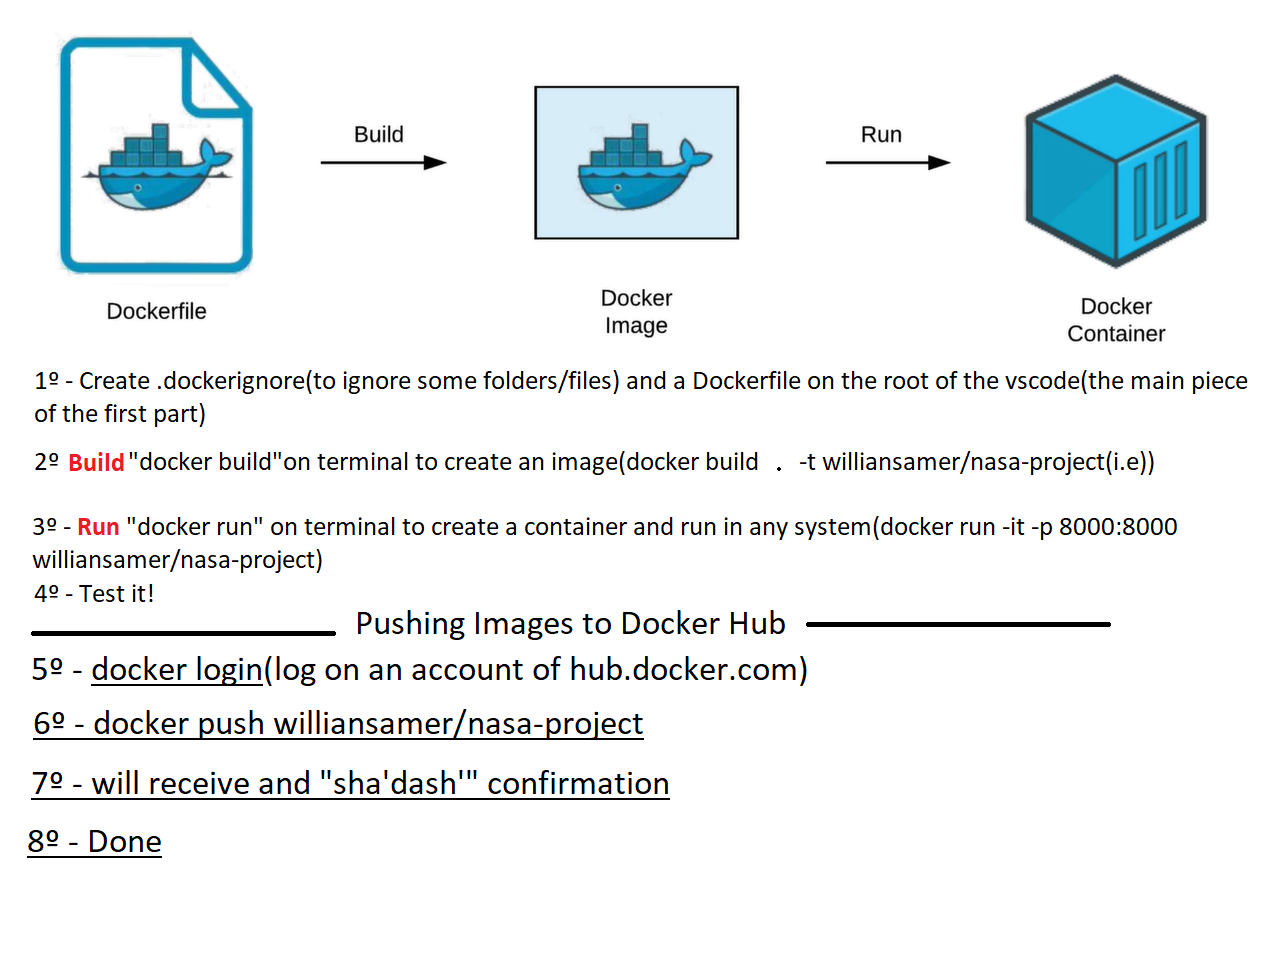 Build
Run
Dockerfile
Docker
Image
Docker
Container
1º - Create .dockerignore(to ignore some folders/files) and a Dockerfile on the root of the vscode(the main piece
of the first part)
2º Build "docker build"on terminal to create an image(docker build . -t williansamer/nasa-project(i.e))
3º - Run "docker run" on terminal to create a container and run in any system(docker run -it -p 8000:8000
williansamer/nasa-project)
4º - Test it!
Pushing Images to Docker Hub
5º - docker login(log on an account of hub.docker.com)
6º - docker push williansamer/nasa-project
7º - will receive and "sha'dash'" confirmation
8º - Done